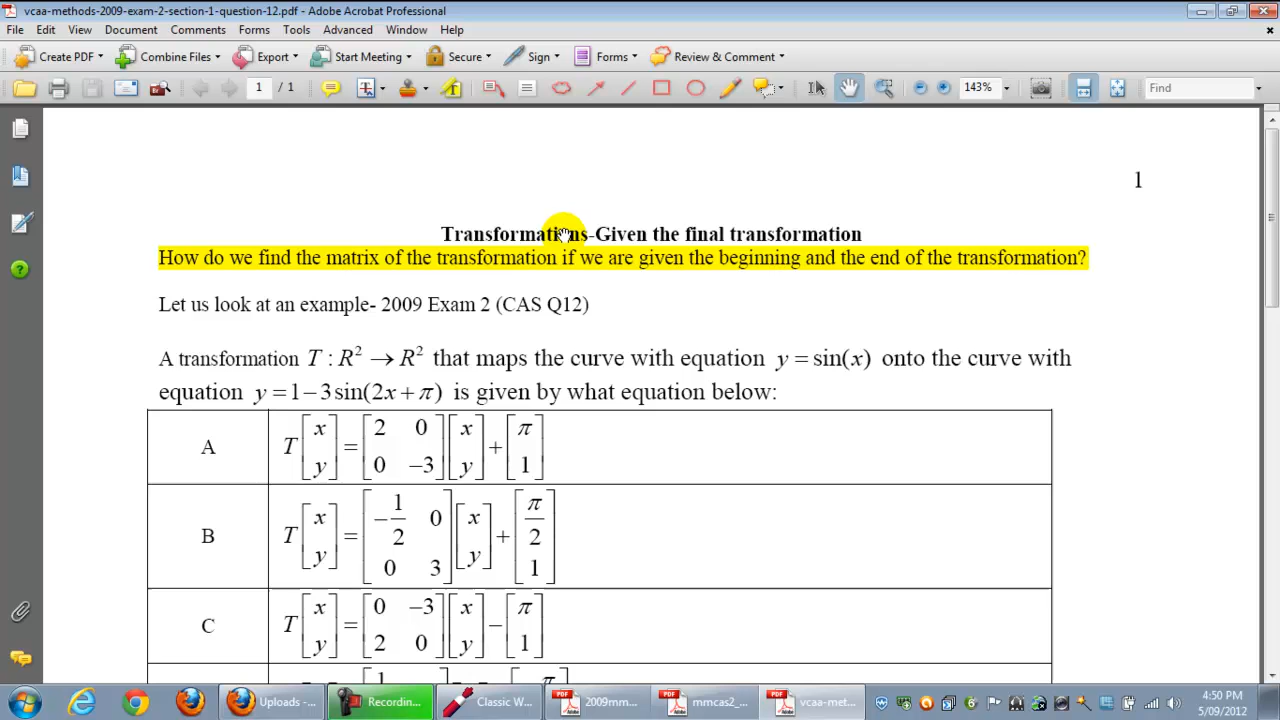 vcaa-methods-2009-exam-2-section-1-question-12.pdf - Adobe Acrobat Professional
File Edit View Document Comments Forms Tools Advanced Window Help
Create PDF Combine Files Export Start Meeting Secure Sign Forms Review & Comment
1 / 1 143% Find
1
Transformations-Given the final transformation
How do we find the matrix of the transformation if we are given the beginning and the end of the transformation?
Let us look at an example- 2009 Exam 2 (CAS Q12)
A transformation T : R² → R² that maps the curve with equation y = sin(x) onto the curve with
equation y = 1 − 3 sin(2x + π) is given by what equation below:
A T [x y] = [2 0 0 −3] [x y] + [π 1]
B T [x y] = [−1/2 0 0 3] [x y] + [π/2 1]
C T [x y] = [0 −3 2 0] [x y] − [π 1]
1 π
Uploads -... Recordin... Classic W... 2009mm... mmcas2_... vcaa-met...
4:50 PM
5/09/2012